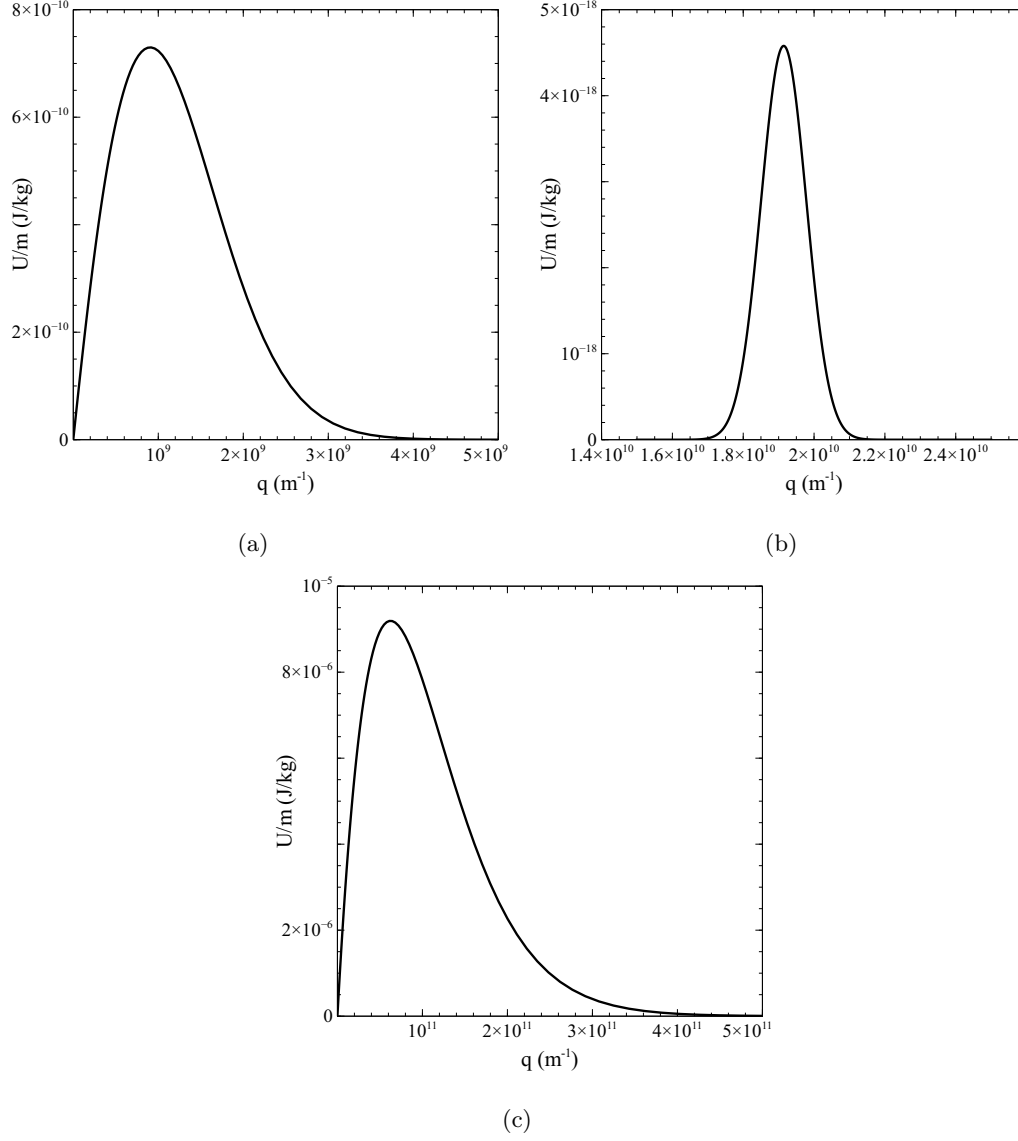 8×10⁻¹⁰
6×10⁻¹⁰
2×10⁻¹⁰
0
U/m (J/kg)
10⁹ 2×10⁹ 3×10⁹ 4×10⁹ 5×10⁹
q (m⁻¹)
(a)
5×10⁻¹⁸
4×10⁻¹⁸
10⁻¹⁸
0
U/m (J/kg)
1.4×10¹⁰ 1.6×10¹⁰ 1.8×10¹⁰ 2×10¹⁰ 2.2×10¹⁰ 2.4×10¹⁰
q (m⁻¹)
(b)
10⁻⁵
8×10⁻⁶
2×10⁻⁶
0
U/m (J/kg)
10¹¹ 2×10¹¹ 3×10¹¹ 4×10¹¹ 5×10¹¹
q (m⁻¹)
(c)